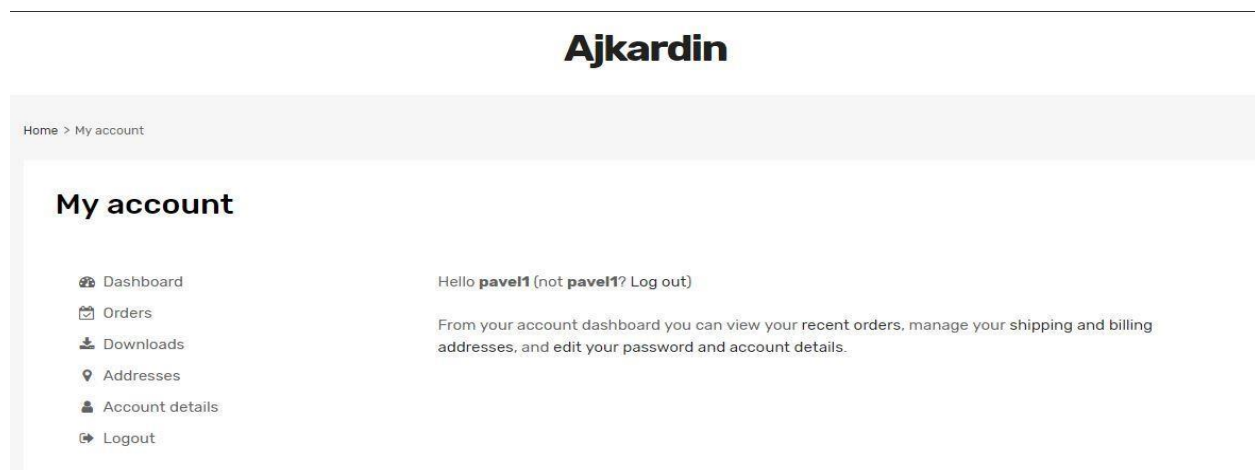 Ajkardin
Home > My account
My account
Dashboard
Orders
Downloads
Addresses
Account details
Logout
Hello pavel1 (not pavel1? Log out)
From your account dashboard you can view your recent orders, manage your shipping and billing
addresses, and edit your password and account details.